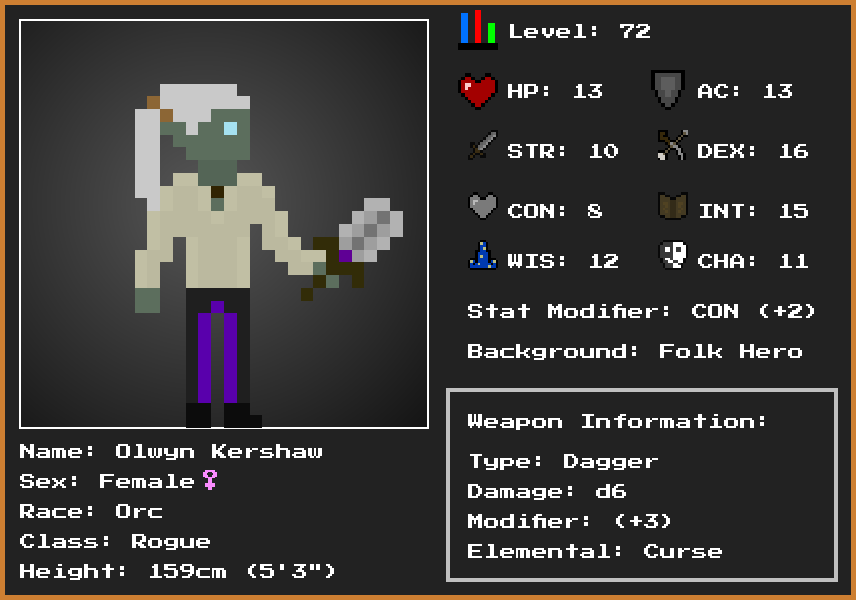 Level: 72
HP: 13 AC: 13
STR: 10 DEX: 16
CON: 8 INT: 15
WIS: 12 CHA: 11
Stat Modifier: CON (+2)
Background: Folk Hero
Weapon Information:
Type: Dagger
Damage: d6
Modifier: (+3)
Elemental: Curse
Name: Olwyn Kershaw
Sex: Female♀
Race: Orc
Class: Rogue
Height: 159cm (5'3")